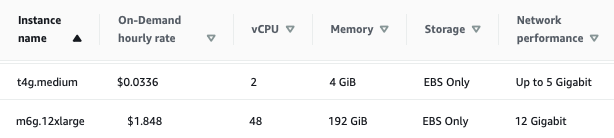 Instance name On-Demand hourly rate vCPU Memory Storage Network performance
t4g.medium $0.0336 2 4 GiB EBS Only Up to 5 Gigabit
m6g.12xlarge $1.848 48 192 GiB EBS Only 12 Gigabit